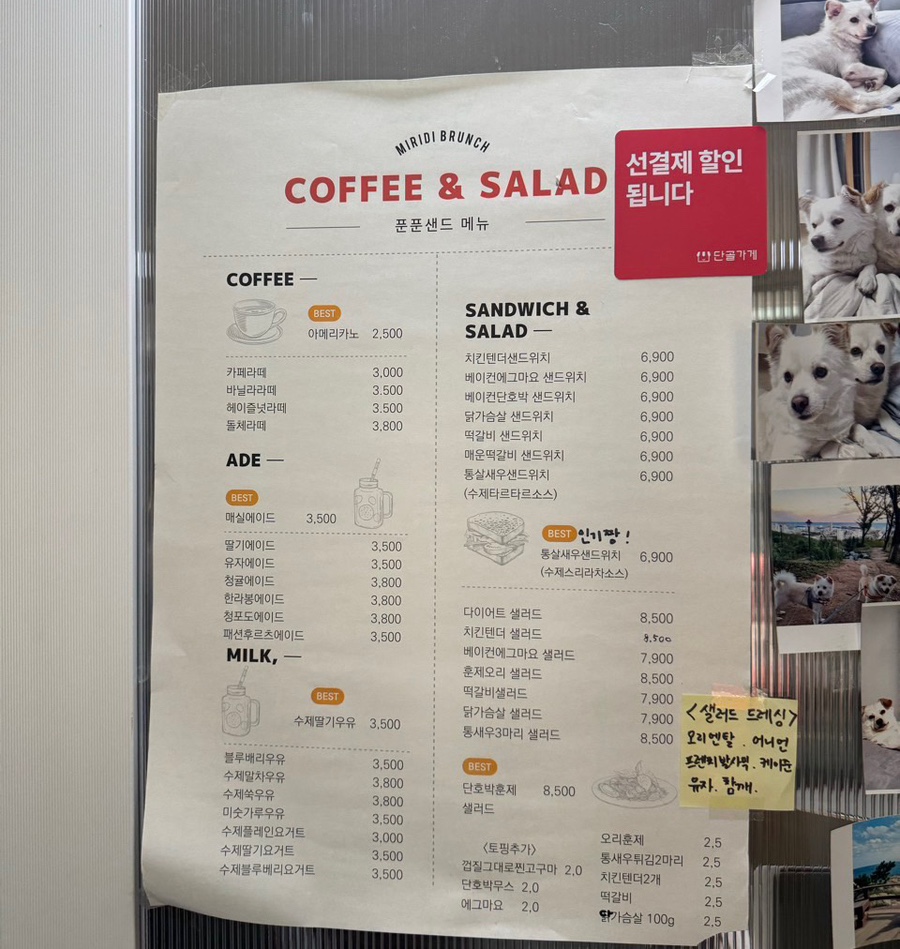 MIRIDI BRUNCH
COFFEE & SALAD
푼푼샌드 메뉴
선결제 할인
됩니다
단골가게
COFFEE —
BEST
아메리카노 2,500
카페라떼 3,000
바닐라라떼 3.500
헤이즐넛라떼 3.500
돌체라떼 3,800
ADE —
BEST
매실에이드 3,500
딸기에이드 3,500
유자에이드 3,500
청귤에이드 3,800
한라봉에이드 3,800
청포도에이드 3,800
패션후르츠에이드 3,500
MILK, —
BEST
수제딸기우유 3,500
블루배리우유 3,500
수제말차우유 3,800
수제쑥우유 3,800
미숫가루우유 3,500
수제플레인요거트 3,000
수제딸기요거트 3,500
수제블루베리요거트 3,500
SANDWICH &
SALAD —
치킨텐더샌드위치 6,900
베이컨에그마요 샌드위치 6,900
베이컨단호박 샌드위치 6,900
닭가슴살 샌드위치 6,900
떡갈비 샌드위치 6,900
매운떡갈비 샌드위치 6,900
통살새우샌드위치 6,900
(수제타르타르소스)
BEST 인기짱!
통살새우샌드위치 6,900
(수제스리라차소스)
다이어트 샐러드 8,500
치킨텐더 샐러드 8.500
베이컨에그마요 샐러드 7,900
훈제오리 샐러드 8,500
떡갈비샐러드 7,900
닭가슴살 샐러드 7,900
통새우3마리 샐러드 8,500
BEST
단호박훈제 8,500
샐러드
<샐러드 드레싱>
오리엔탈. 어니언
프렌치발사믹. 케이준
유자. 참깨.
<토핑추가>
껍질그대로찐고구마 2,0
단호박무스 2,0
에그마요 2,0
오리훈제 2,5
통새우튀김2마리 2,5
치킨텐더2개 2,5
떡갈비 2,5
닭가슴살 100g 2,5